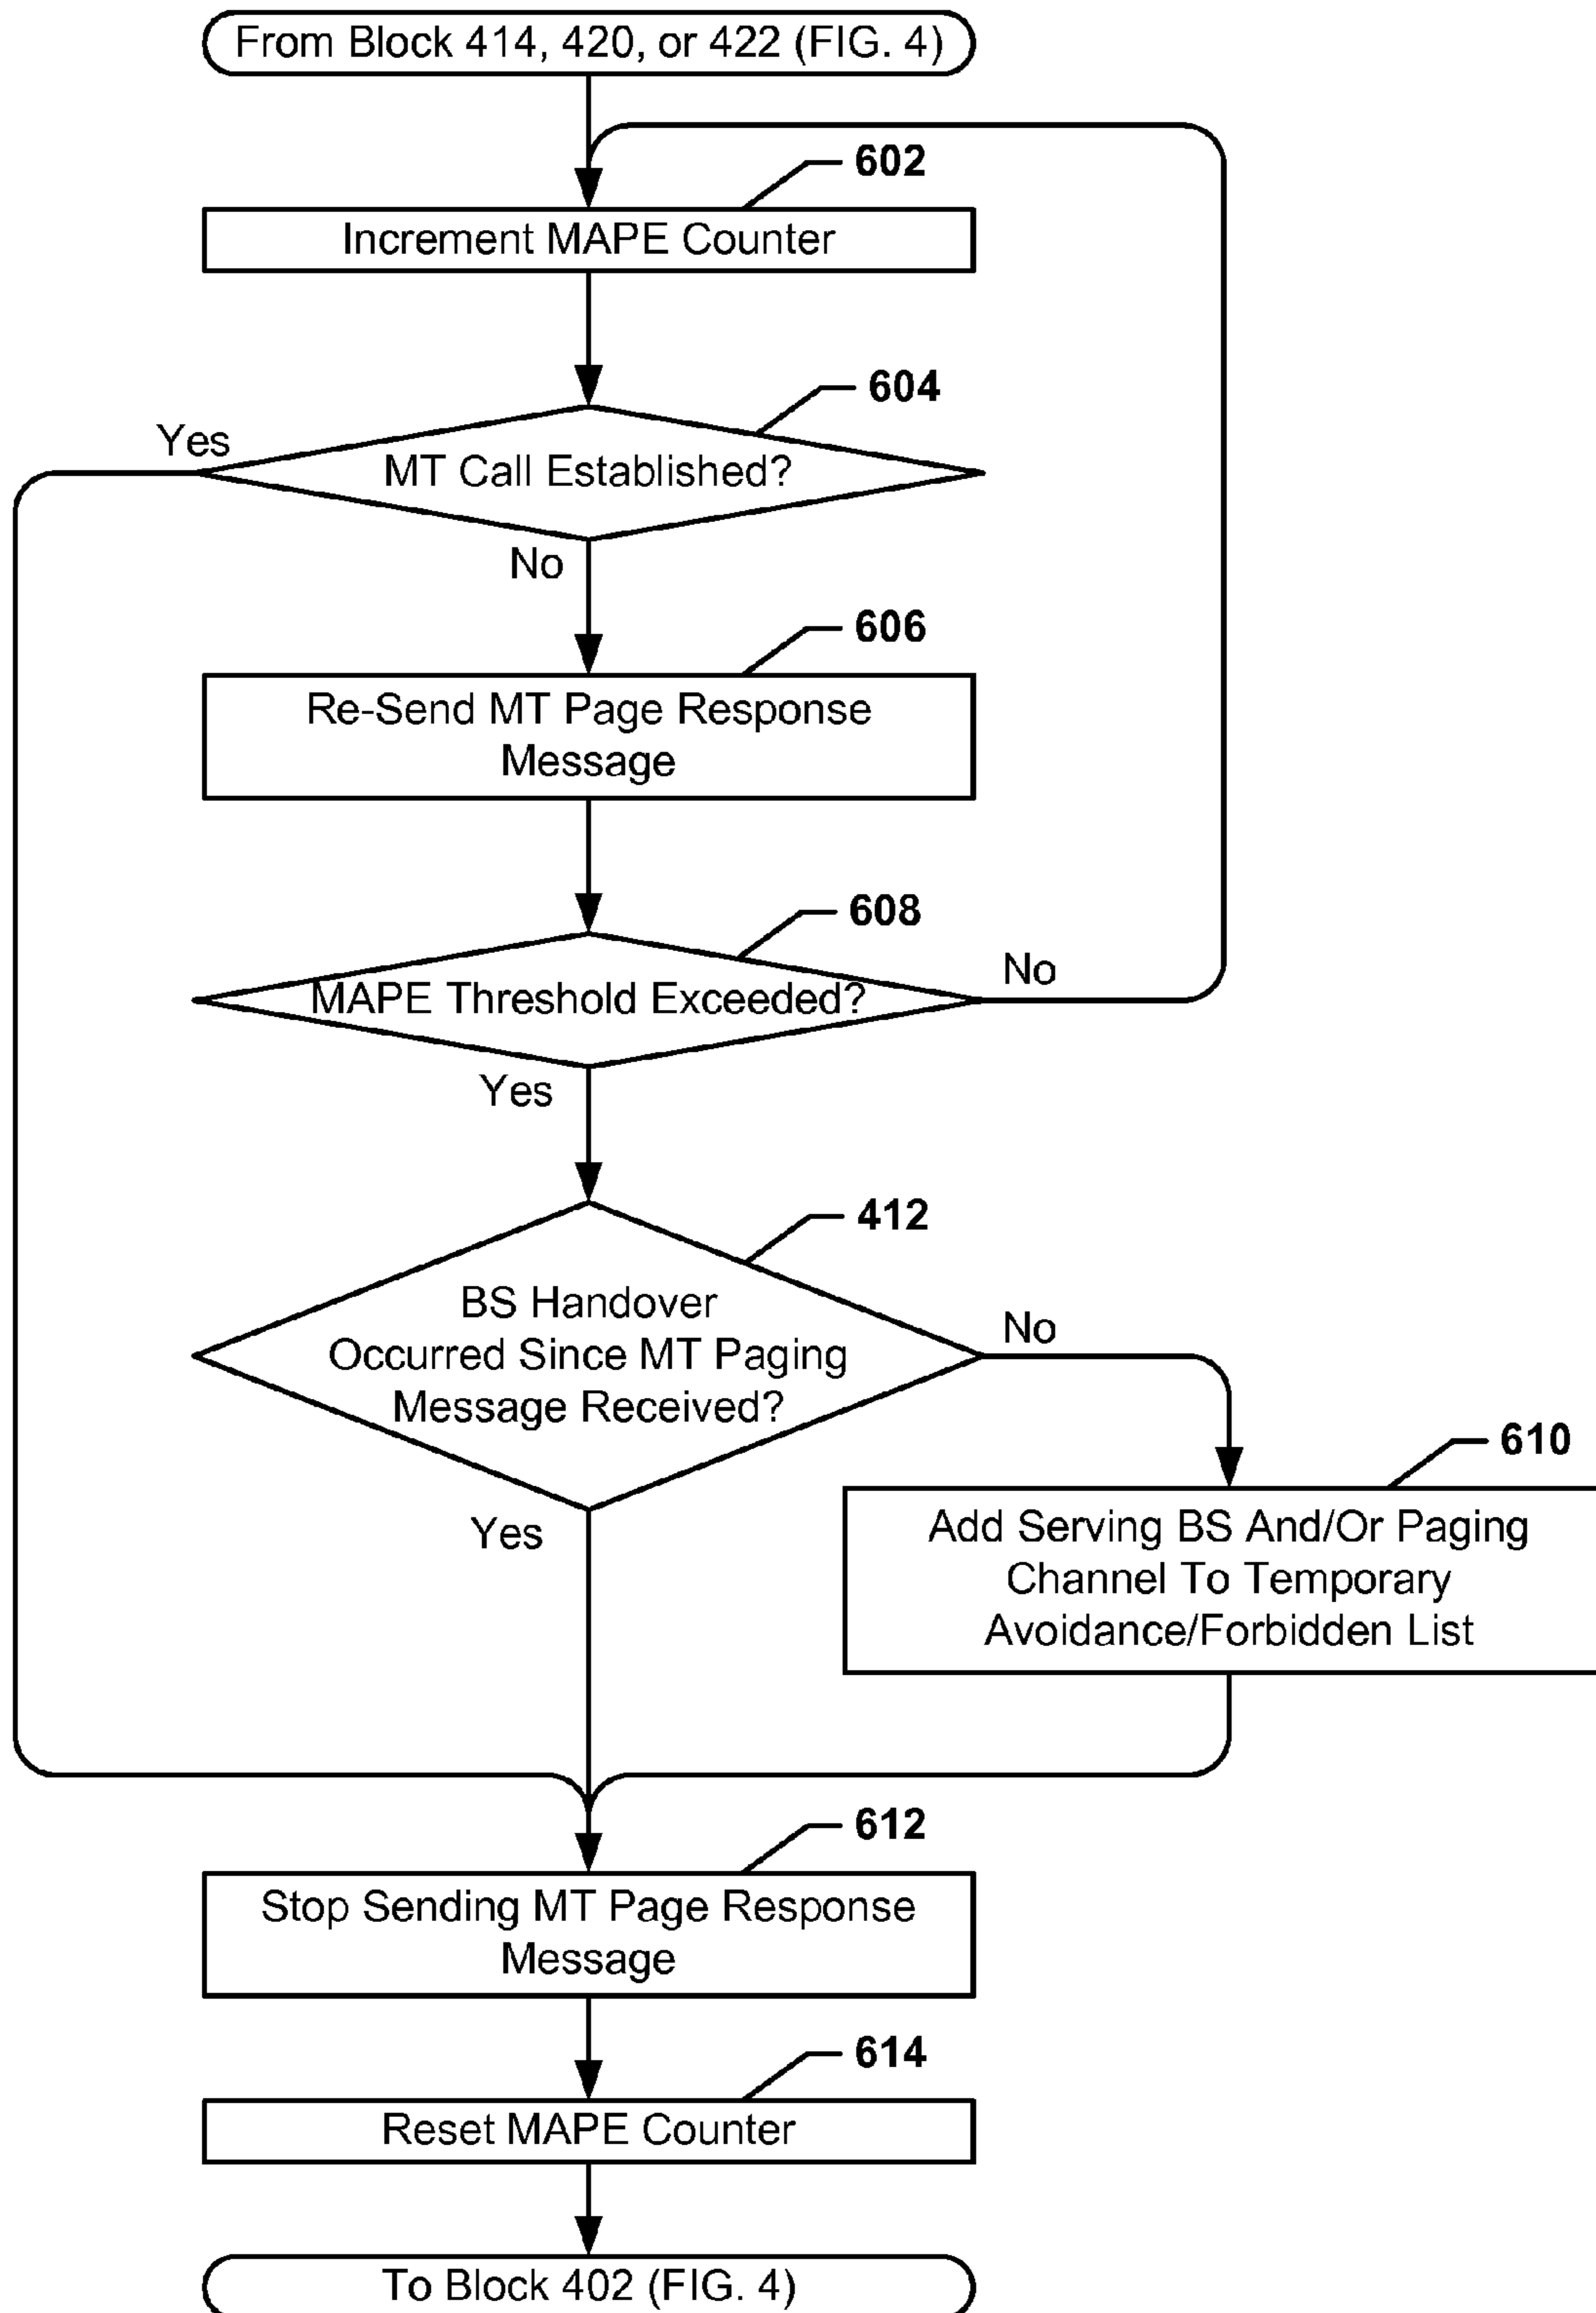 From Block 414, 420, or 422 (FIG. 4)
602
Increment MAPE Counter
604
Yes
MT Call Established?
No
606
Re-Send MT Page Response
Message
608
No
MAPE Threshold Exceeded?
Yes
412
BS Handover
No
Occurred Since MT Paging
Message Received?
610
Yes
Add Serving BS And/Or Paging
Channel To Temporary
Avoidance/Forbidden List
612
Stop Sending MT Page Response
Message
614
Reset MAPE Counter
To Block 402 (FIG. 4)